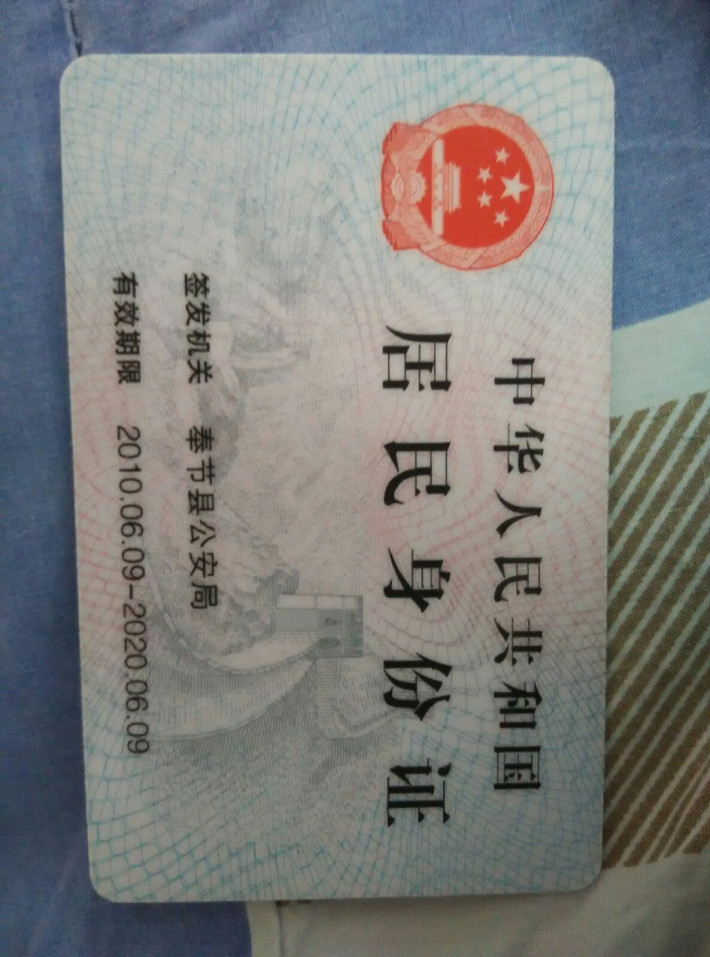 中华人民共和国
居民身份证
签发机关 奉节县公安局
有效期限 2010.06.09-2020.06.09